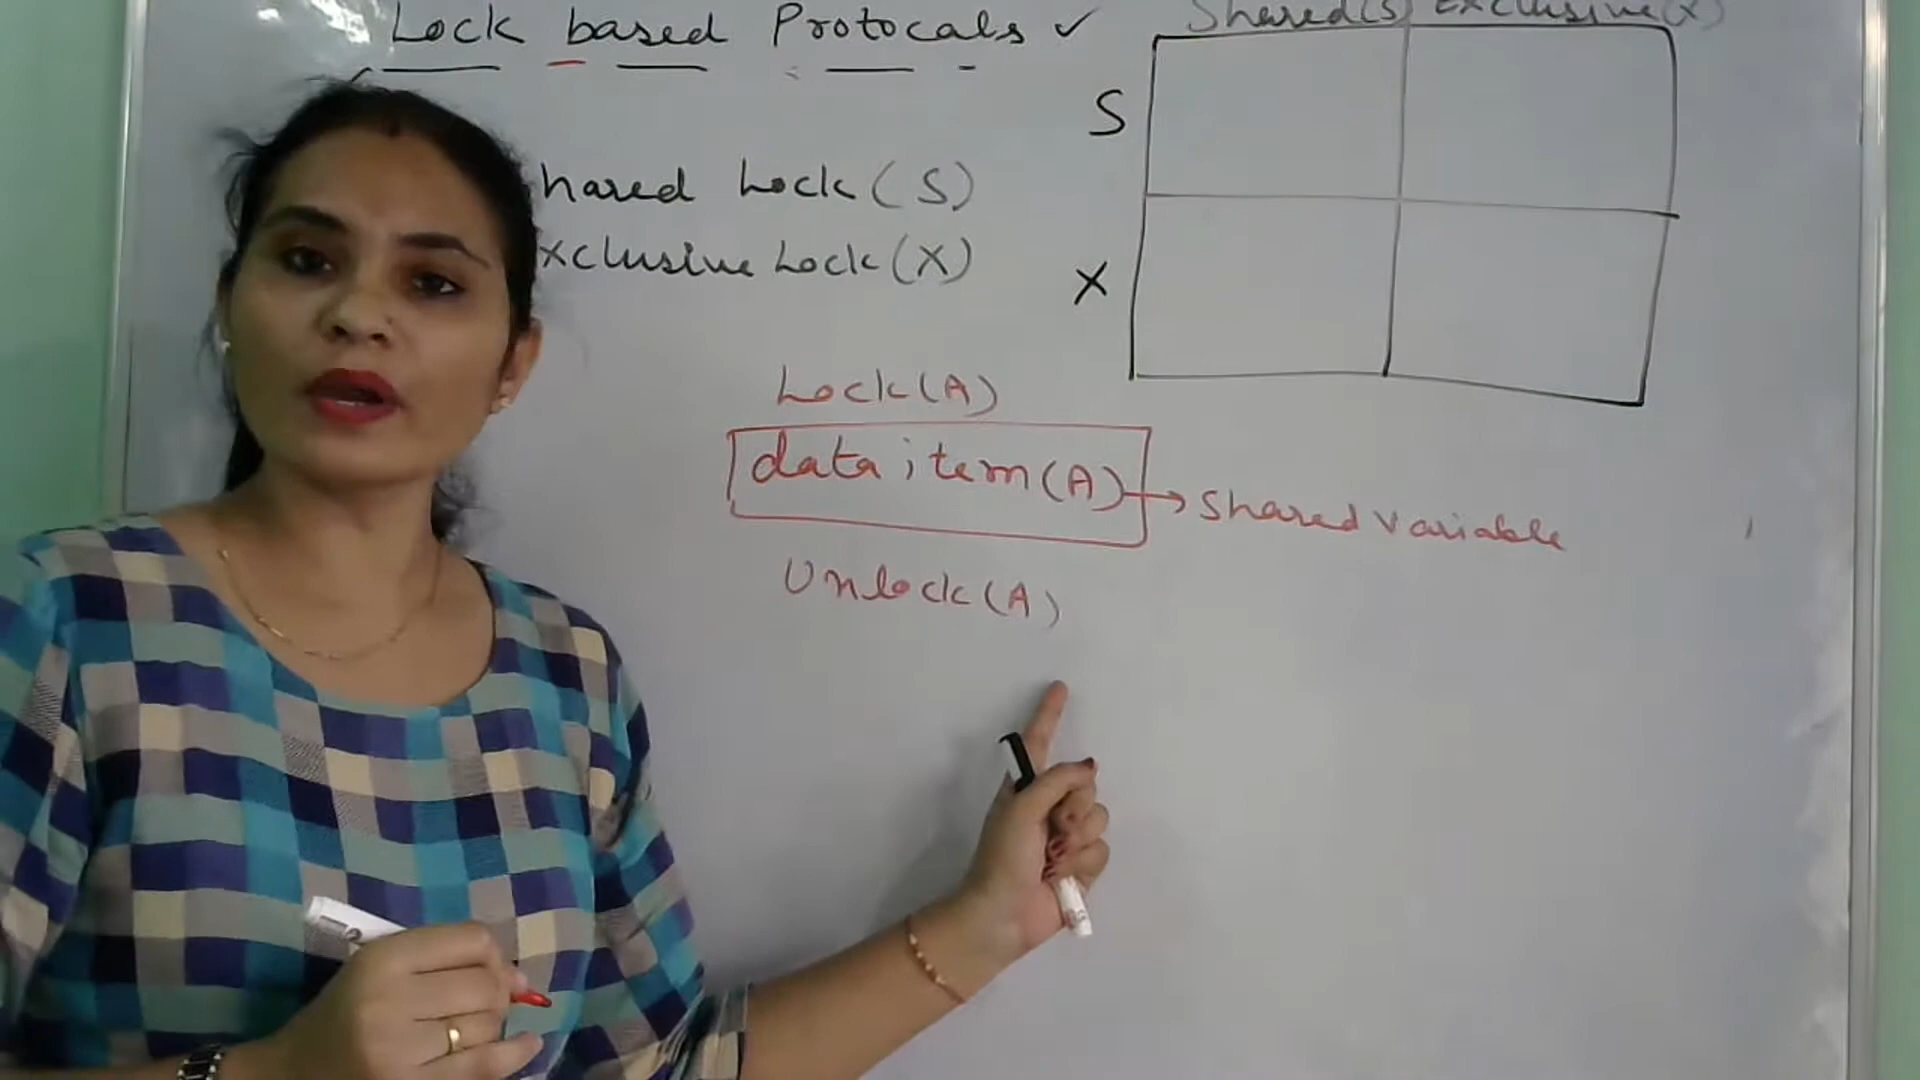 Lock based Protocals ✓
Shared(S) Exclusive(X)
S
hared Lock (S)
xclusive Lock (X)
X
Lock(A)
data item (A) → Shared Variable
Unlock (A)